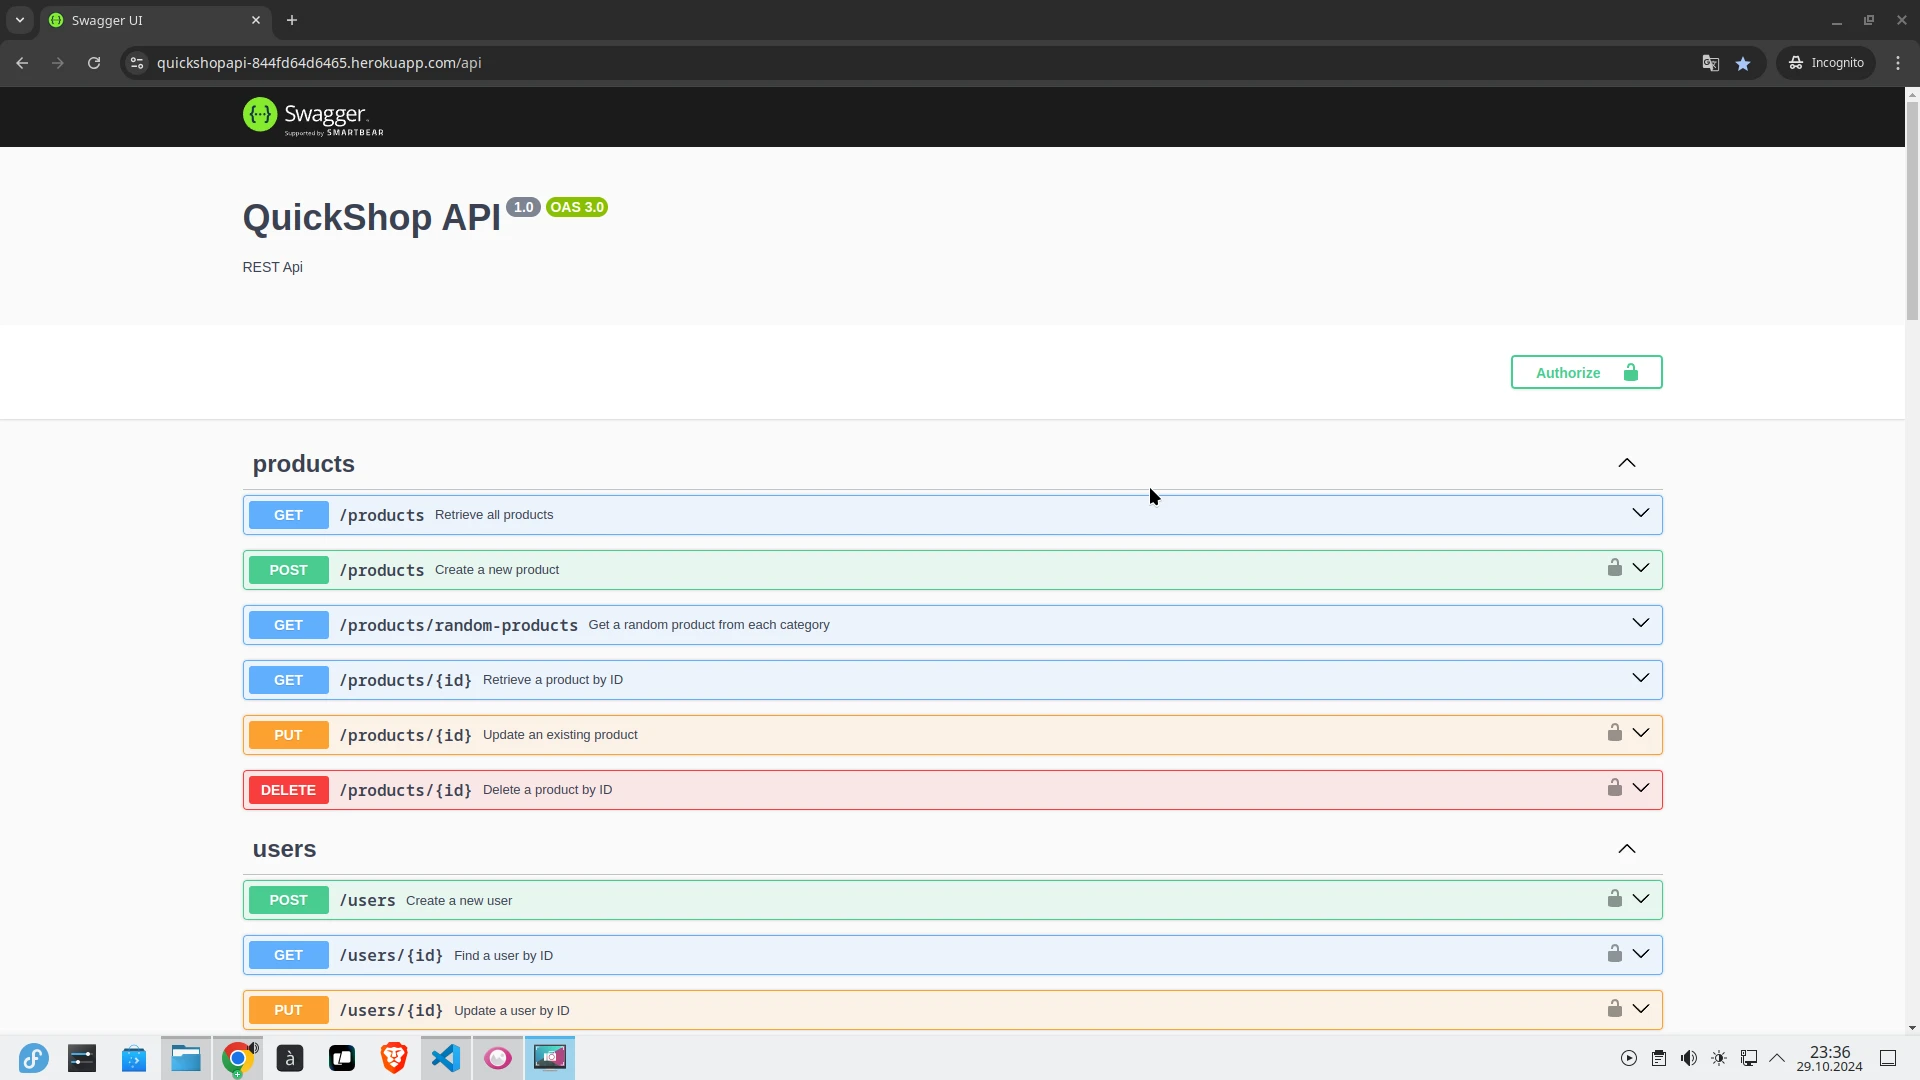 Swagger UI
quickshopapi-844fd64d6465.herokuapp.com/api
Incognito
Swagger
Supported by SMARTBEAR
QuickShop API 1.0 OAS 3.0
REST Api
Authorize
products
GET /products Retrieve all products
POST /products Create a new product
GET /products/random-products Get a random product from each category
GET /products/{id} Retrieve a product by ID
PUT /products/{id} Update an existing product
DELETE /products/{id} Delete a product by ID
users
POST /users Create a new user
GET /users/{id} Find a user by ID
PUT /users/{id} Update a user by ID
à
23:36
29.10.2024